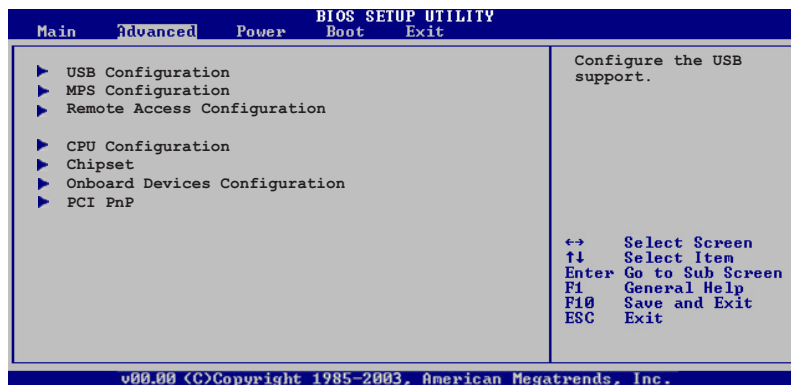 BIOS SETUP UTILITY
Main Advanced Power Boot Exit
USB Configuration
MPS Configuration
Remote Access Configuration
CPU Configuration
Chipset
Onboard Devices Configuration
PCI PnP
Configure the USB
support.
←→ Select Screen
↑↓ Select Item
Enter Go to Sub Screen
F1 General Help
F10 Save and Exit
ESC Exit
v00.00 (C)Copyright 1985-2003, American Megatrends, Inc.